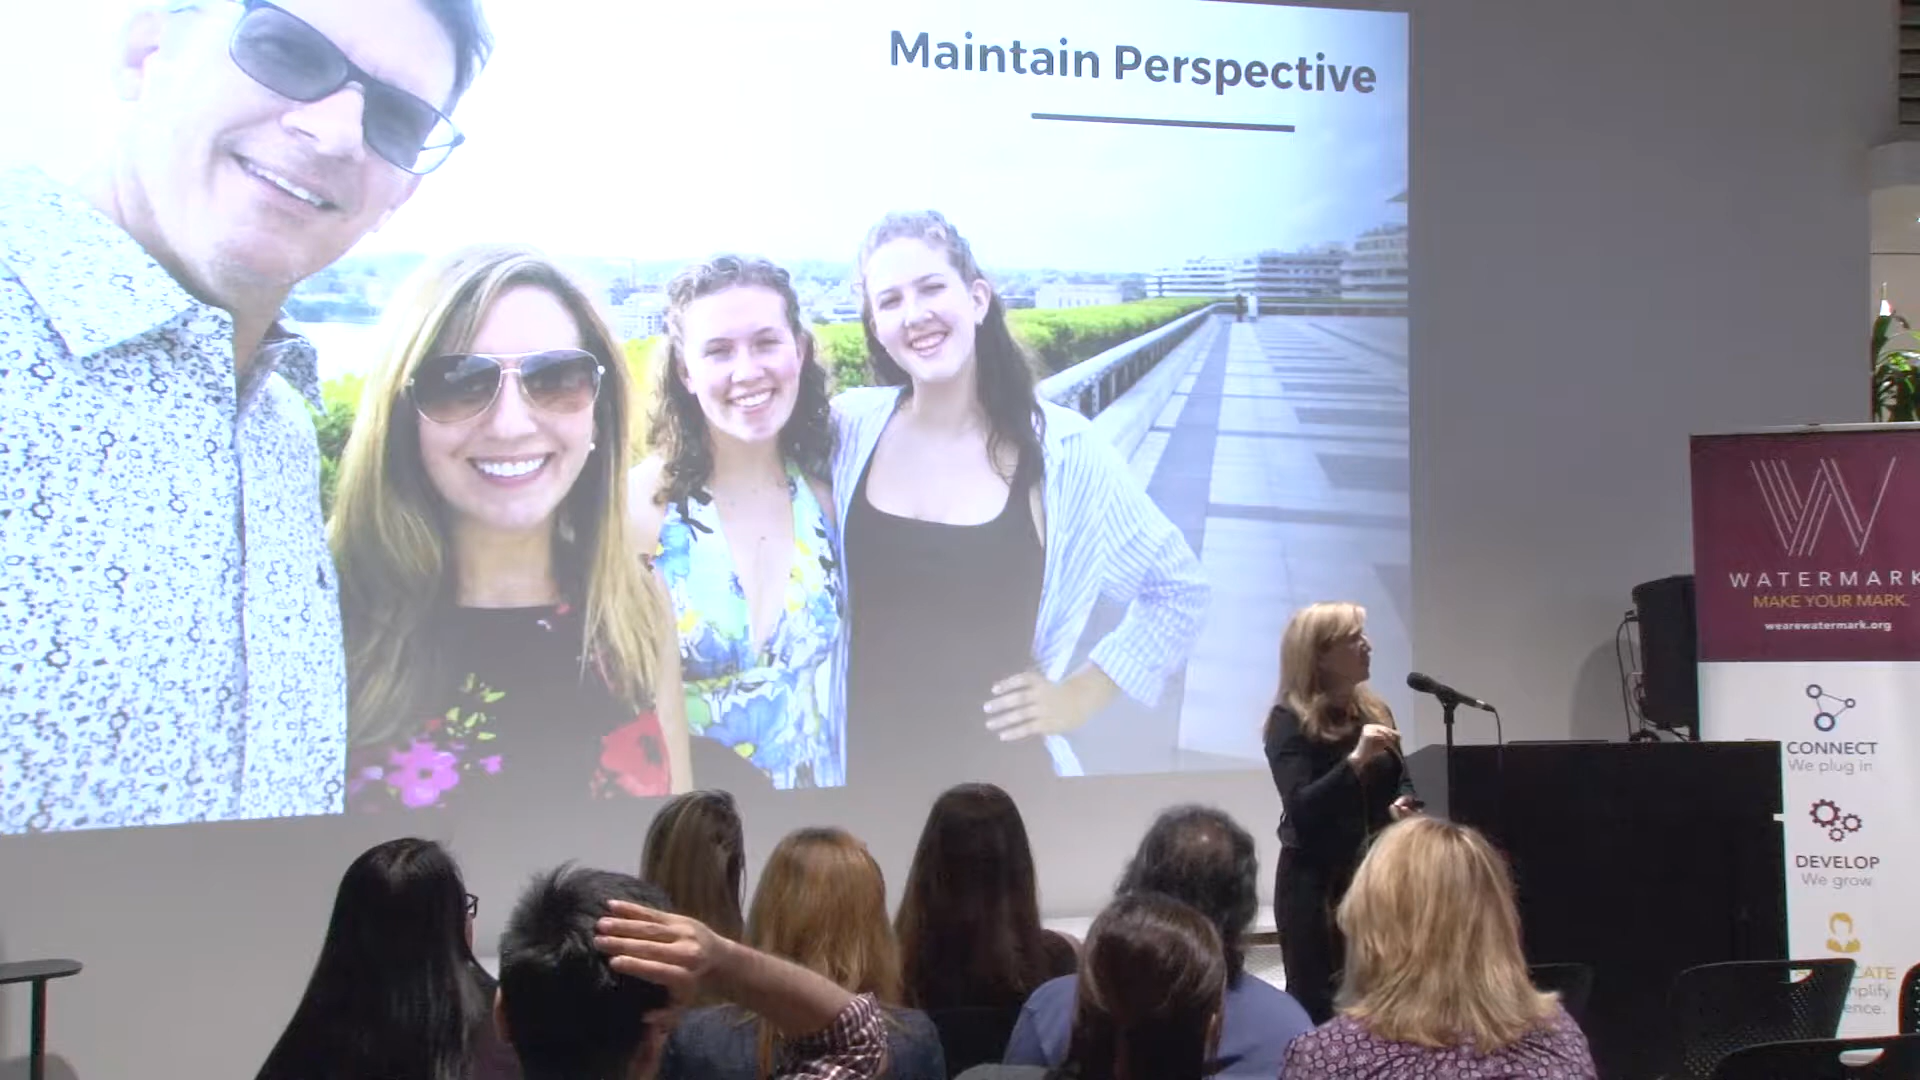 Maintain Perspective
WATERMARK
MAKE YOUR MARK.
wearewatermark.org
CONNECT
We plug in
DEVELOP
We grow